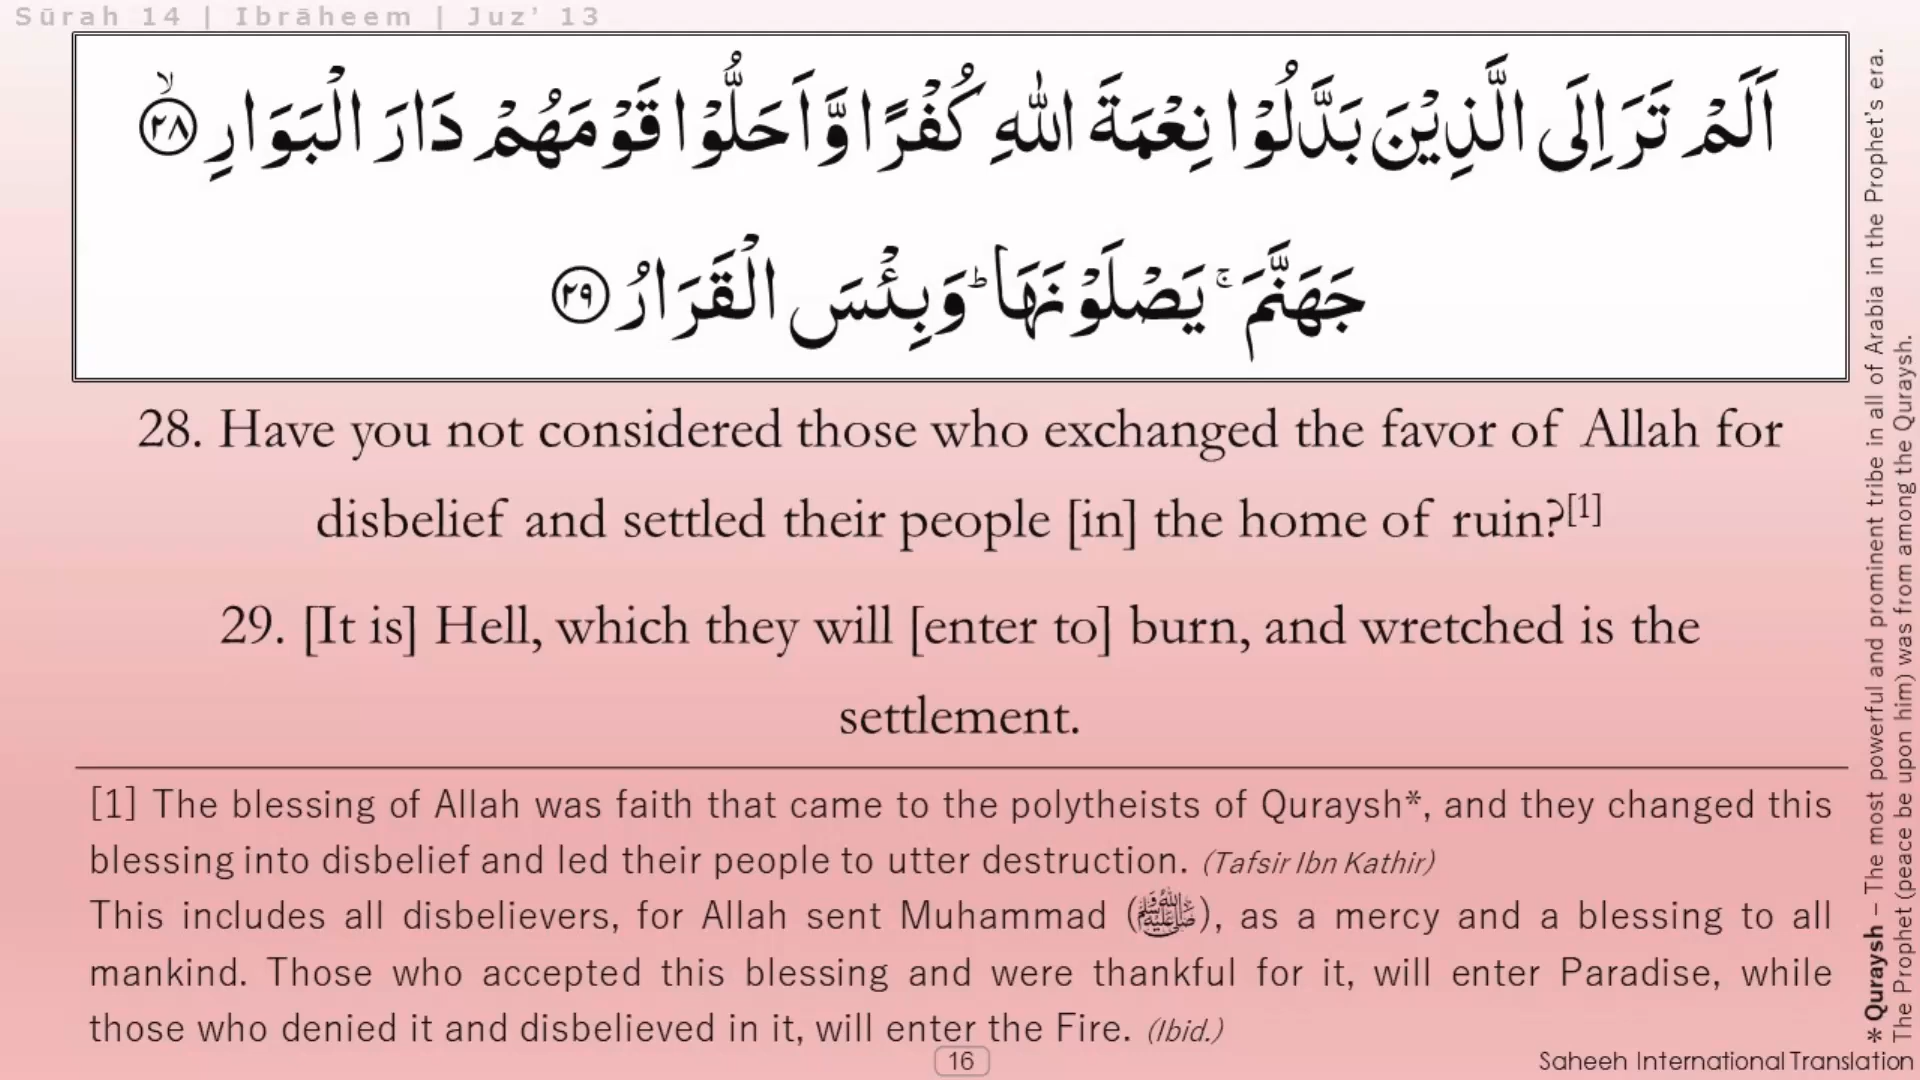 Sūrah 14 | Ibrāheem | Juz’ 13
اَلَمْ تَرَ اِلَى الَّذِيْنَ بَدَّلُوْا نِعْمَةَ اللّٰهِ كُفْرًا وَّاَحَلُّوْا قَوْمَهُمْ دَارَ الْبَوَارِ ۙ ٢٨
جَهَنَّمَ ۚ يَصْلَوْنَهَا ؕ وَبِئْسَ الْقَرَارُ ٢٩
28. Have you not considered those who exchanged the favor of Allah for
disbelief and settled their people [in] the home of ruin?[1]
29. [It is] Hell, which they will [enter to] burn, and wretched is the
settlement.
[1] The blessing of Allah was faith that came to the polytheists of Quraysh*, and they changed this
blessing into disbelief and led their people to utter destruction. (Tafsir Ibn Kathir)
This includes all disbelievers, for Allah sent Muhammad (ﷺ), as a mercy and a blessing to all
mankind. Those who accepted this blessing and were thankful for it, will enter Paradise, while
those who denied it and disbelieved in it, will enter the Fire. (Ibid.)
16
Saheeh International Translation
* Quraysh – The most powerful and prominent tribe in all of Arabia in the Prophet's era.
The Prophet (peace be upon him) was from among the Quraysh.